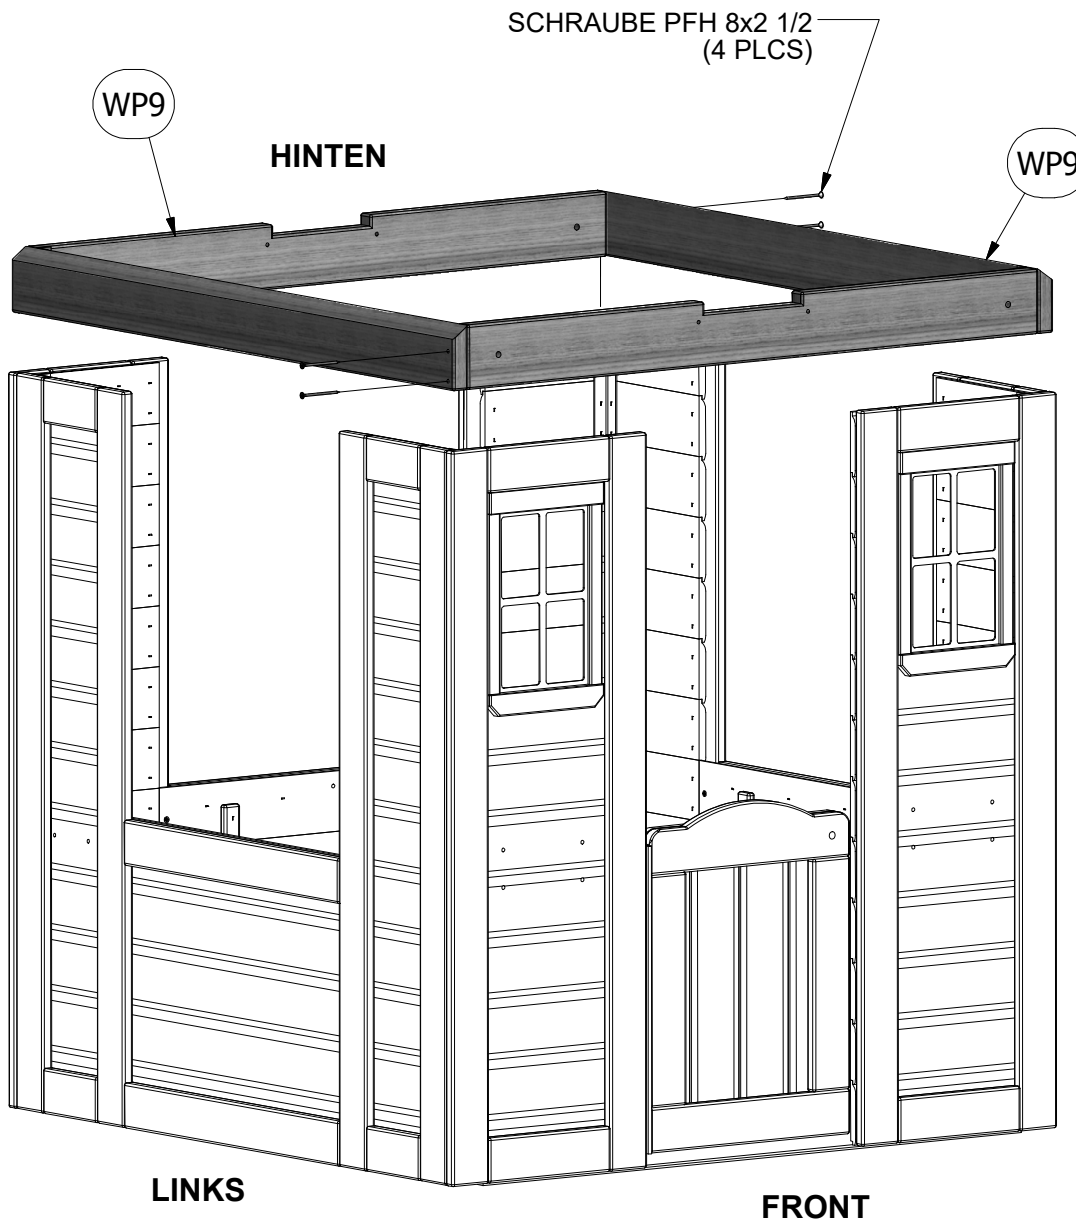 SCHRAUBE PFH 8x2 1/2
(4 PLCS)
WP9
HINTEN
WP9
LINKS
FRONT